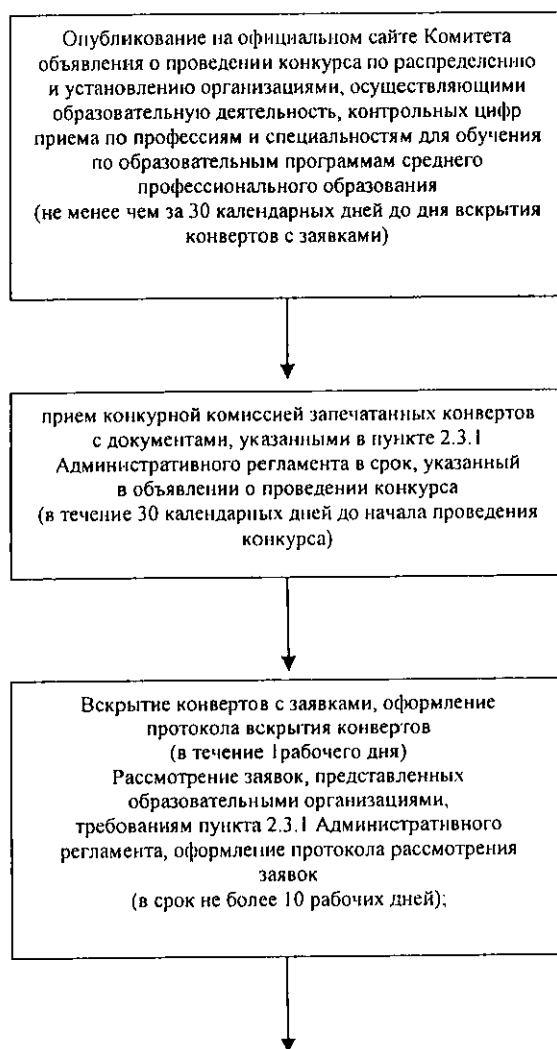 Опубликование на официальном сайте Комитета
объявления о проведении конкурса по распределению
и установлению организациями, осуществляющими
образовательную деятельность, контрольных цифр
приема по профессиям и специальностям для обучения
по образовательным программам среднего
профессионального образования
(не менее чем за 30 календарных дней до дня вскрытия
конвертов с заявками)
прием конкурной комиссией запечатанных конвертов
с документами, указанными в пункте 2.3.1
Административного регламента в срок, указанный
в объявлении о проведении конкурса
(в течение 30 календарных дней до начала проведения
конкурса)
Вскрытие конвертов с заявками, оформление
протокола вскрытия конвертов
(в течение 1рабочего дня)
Рассмотрение заявок, представленных
образовательными организациями,
требованиям пункта 2.3.1 Административного
регламента, оформление протокола рассмотрения
заявок
(в срок не более 10 рабочих дней);